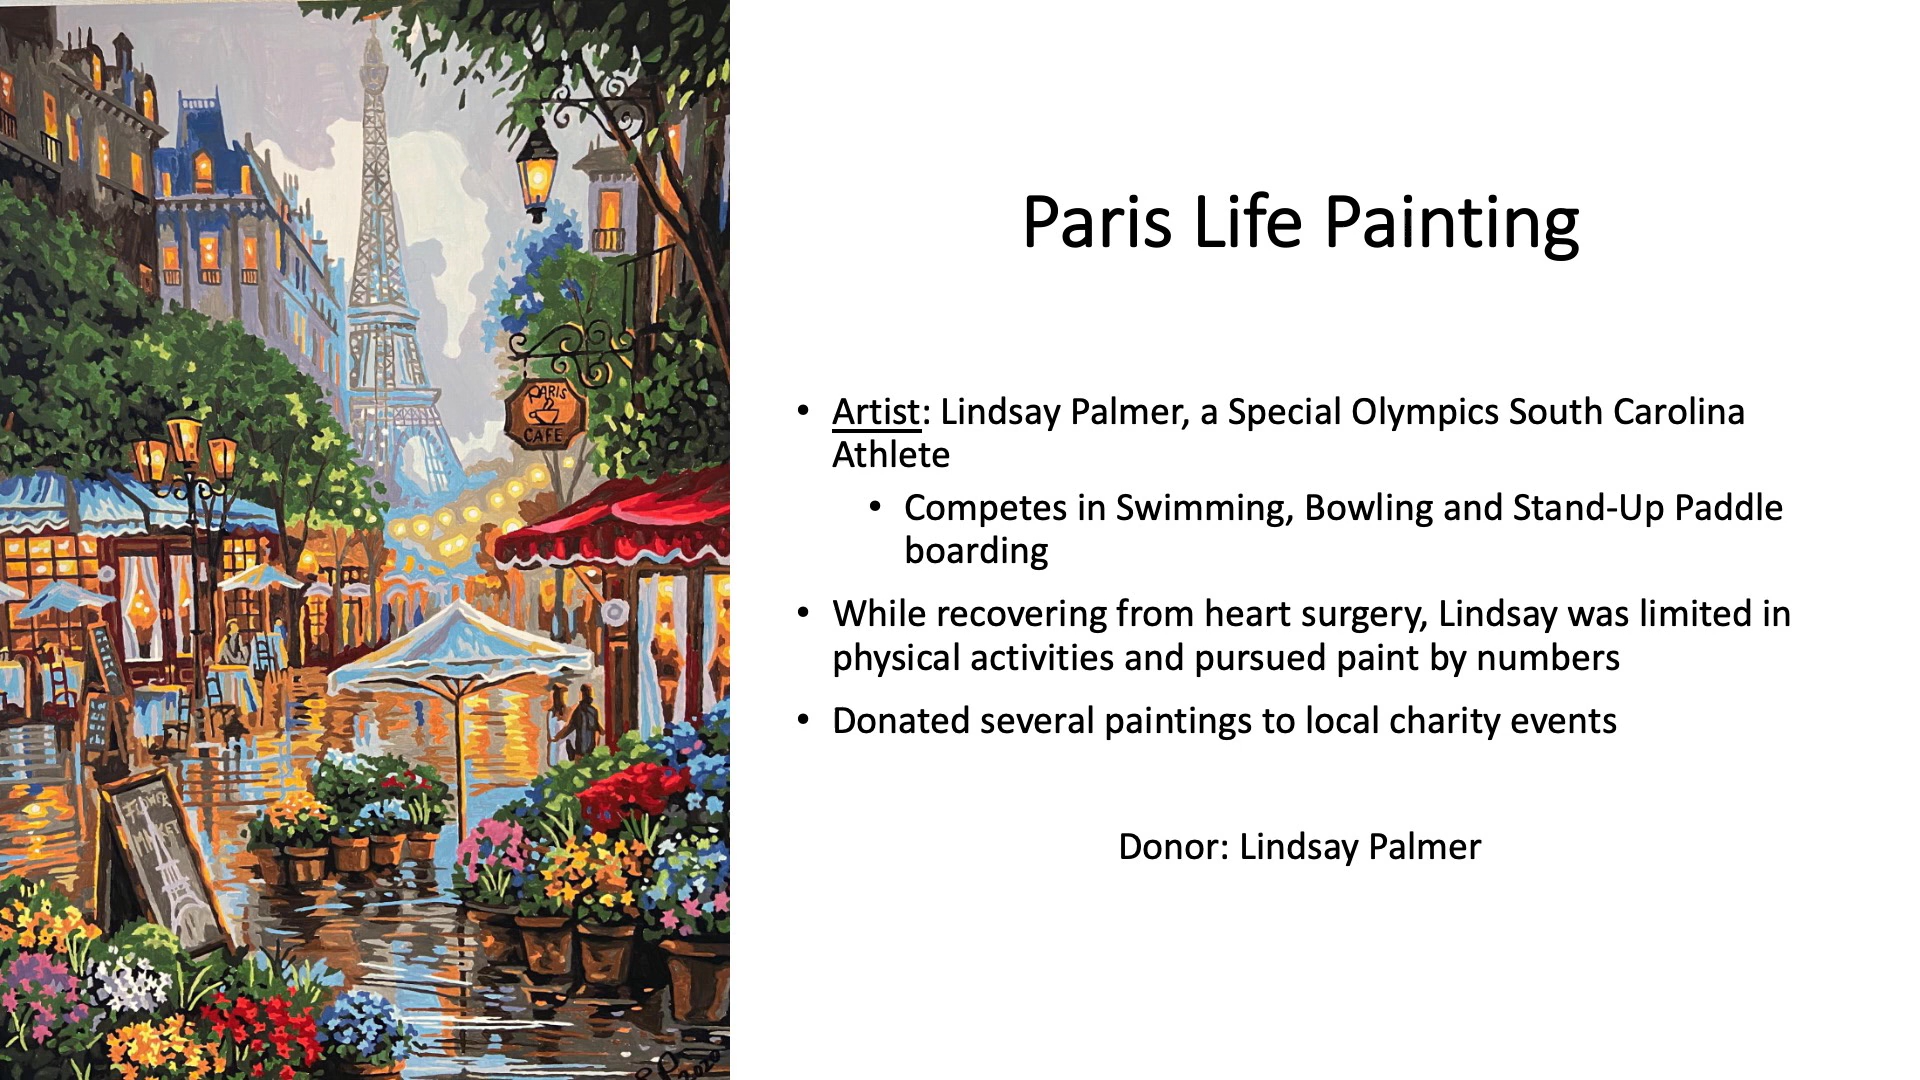 PARIS
CAFE
FLOWER
MARKET
Paris Life Painting
• Artist: Lindsay Palmer, a Special Olympics South Carolina
Athlete
• Competes in Swimming, Bowling and Stand-Up Paddle
boarding
• While recovering from heart surgery, Lindsay was limited in
physical activities and pursued paint by numbers
• Donated several paintings to local charity events
Donor: Lindsay Palmer